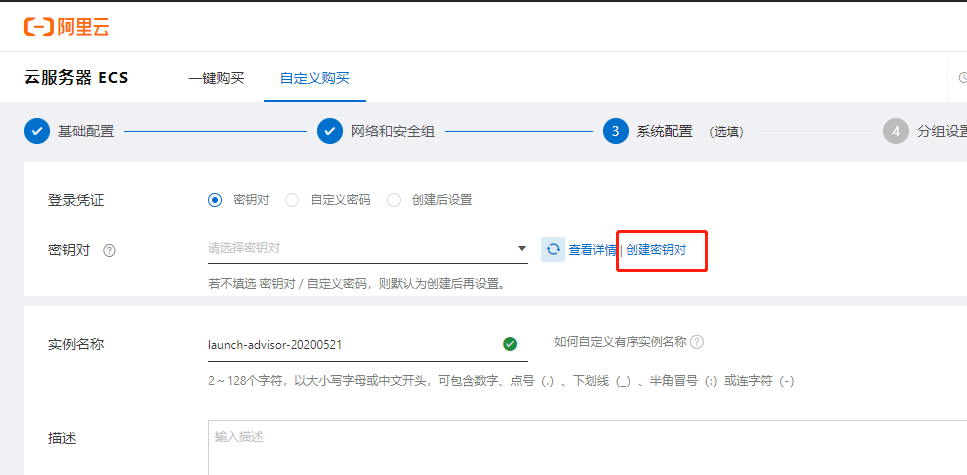 阿里云
云服务器 ECS 一键购买 自定义购买
基础配置 网络和安全组 3 系统配置 (选填) 4 分组设置
登录凭证 密钥对 自定义密码 创建后设置
密钥对 ? 请选择密钥对 查看详情 | 创建密钥对
若不填选 密钥对 / 自定义密码，则默认为创建后再设置。
实例名称 launch-advisor-20200521 如何自定义有序实例名称 ?
2～128个字符，以大小写字母或中文开头，可包含数字、点号（.）、下划线（_）、半角冒号（:）或连字符（-）
描述 输入描述